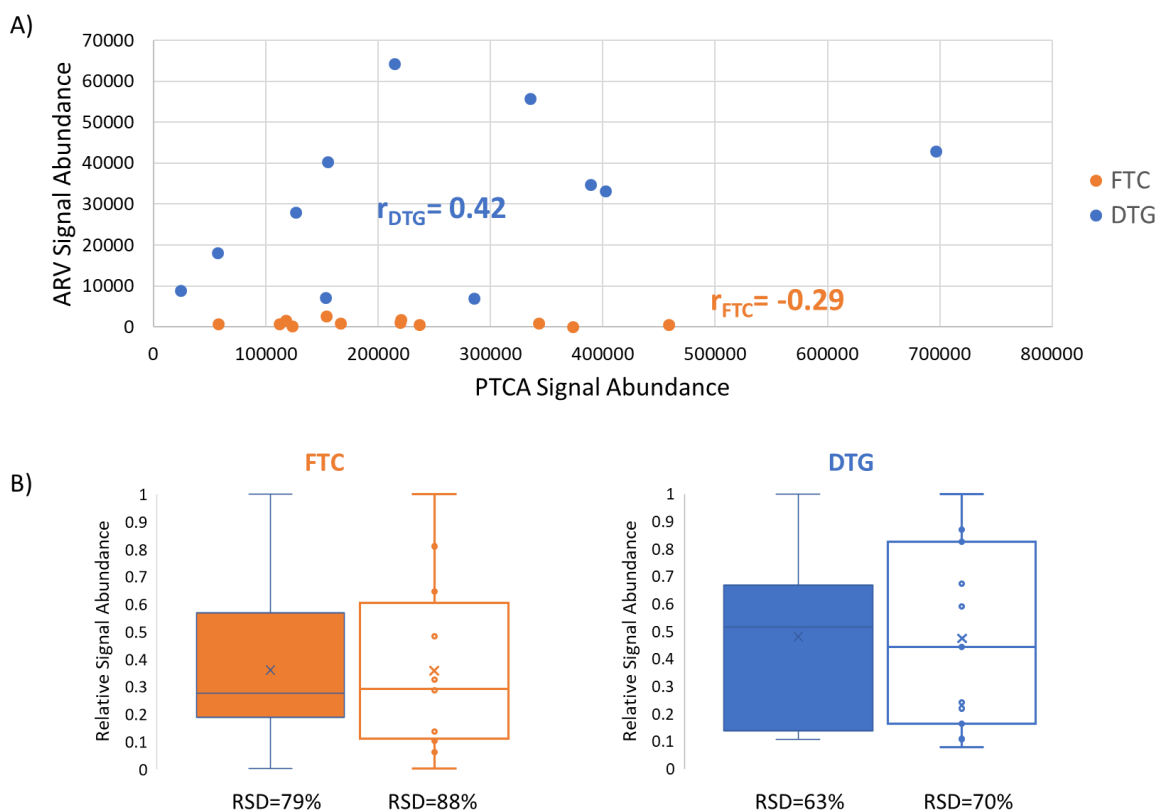 A)
70000
60000
50000
40000
30000
20000
10000
0
ARV Signal Abundance
rDTG= 0.42
rFTC= -0.29
FTC
DTG
0 100000 200000 300000 400000 500000 600000 700000 800000
PTCA Signal Abundance
B)
FTC
DTG
1
0.9
0.8
0.7
0.6
0.5
0.4
0.3
0.2
0.1
0
Relative Signal Abundance
RSD=79% RSD=88%
1
0.9
0.8
0.7
0.6
0.5
0.4
0.3
0.2
0.1
0
Relative Signal Abundance
RSD=63% RSD=70%